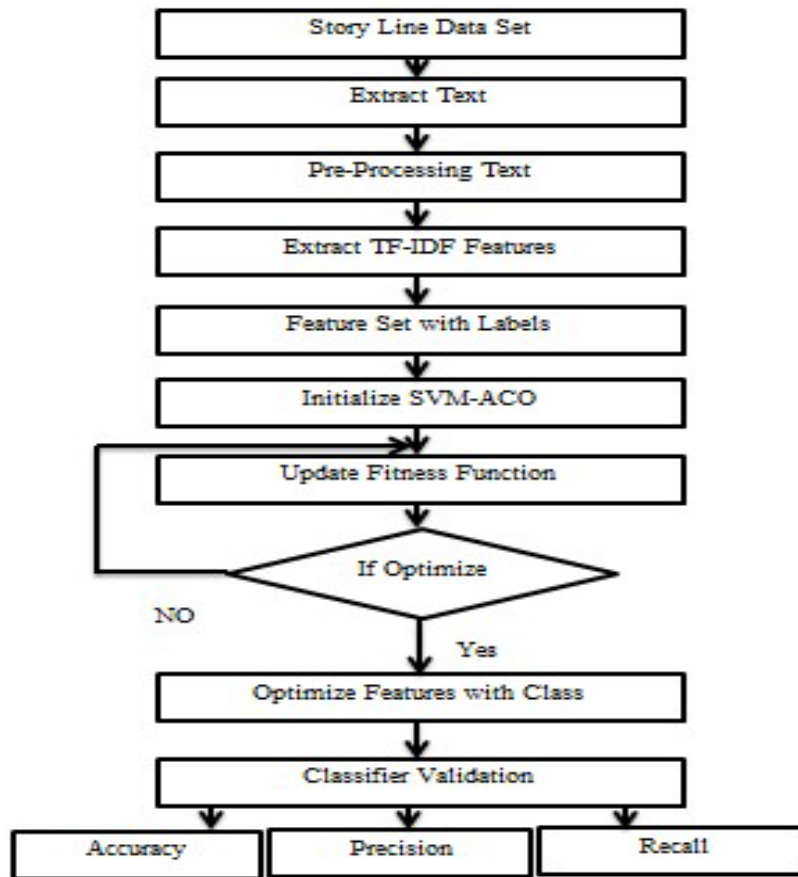 Story Line Data Set
Extract Text
Pre-Processing Text
Extract TF-IDF Features
Feature Set with Labels
Initialize SVM-ACO
Update Fitness Function
If Optimize
NO
Yes
Optimize Features with Class
Classifier Validation
Accuracy
Precision
Recall